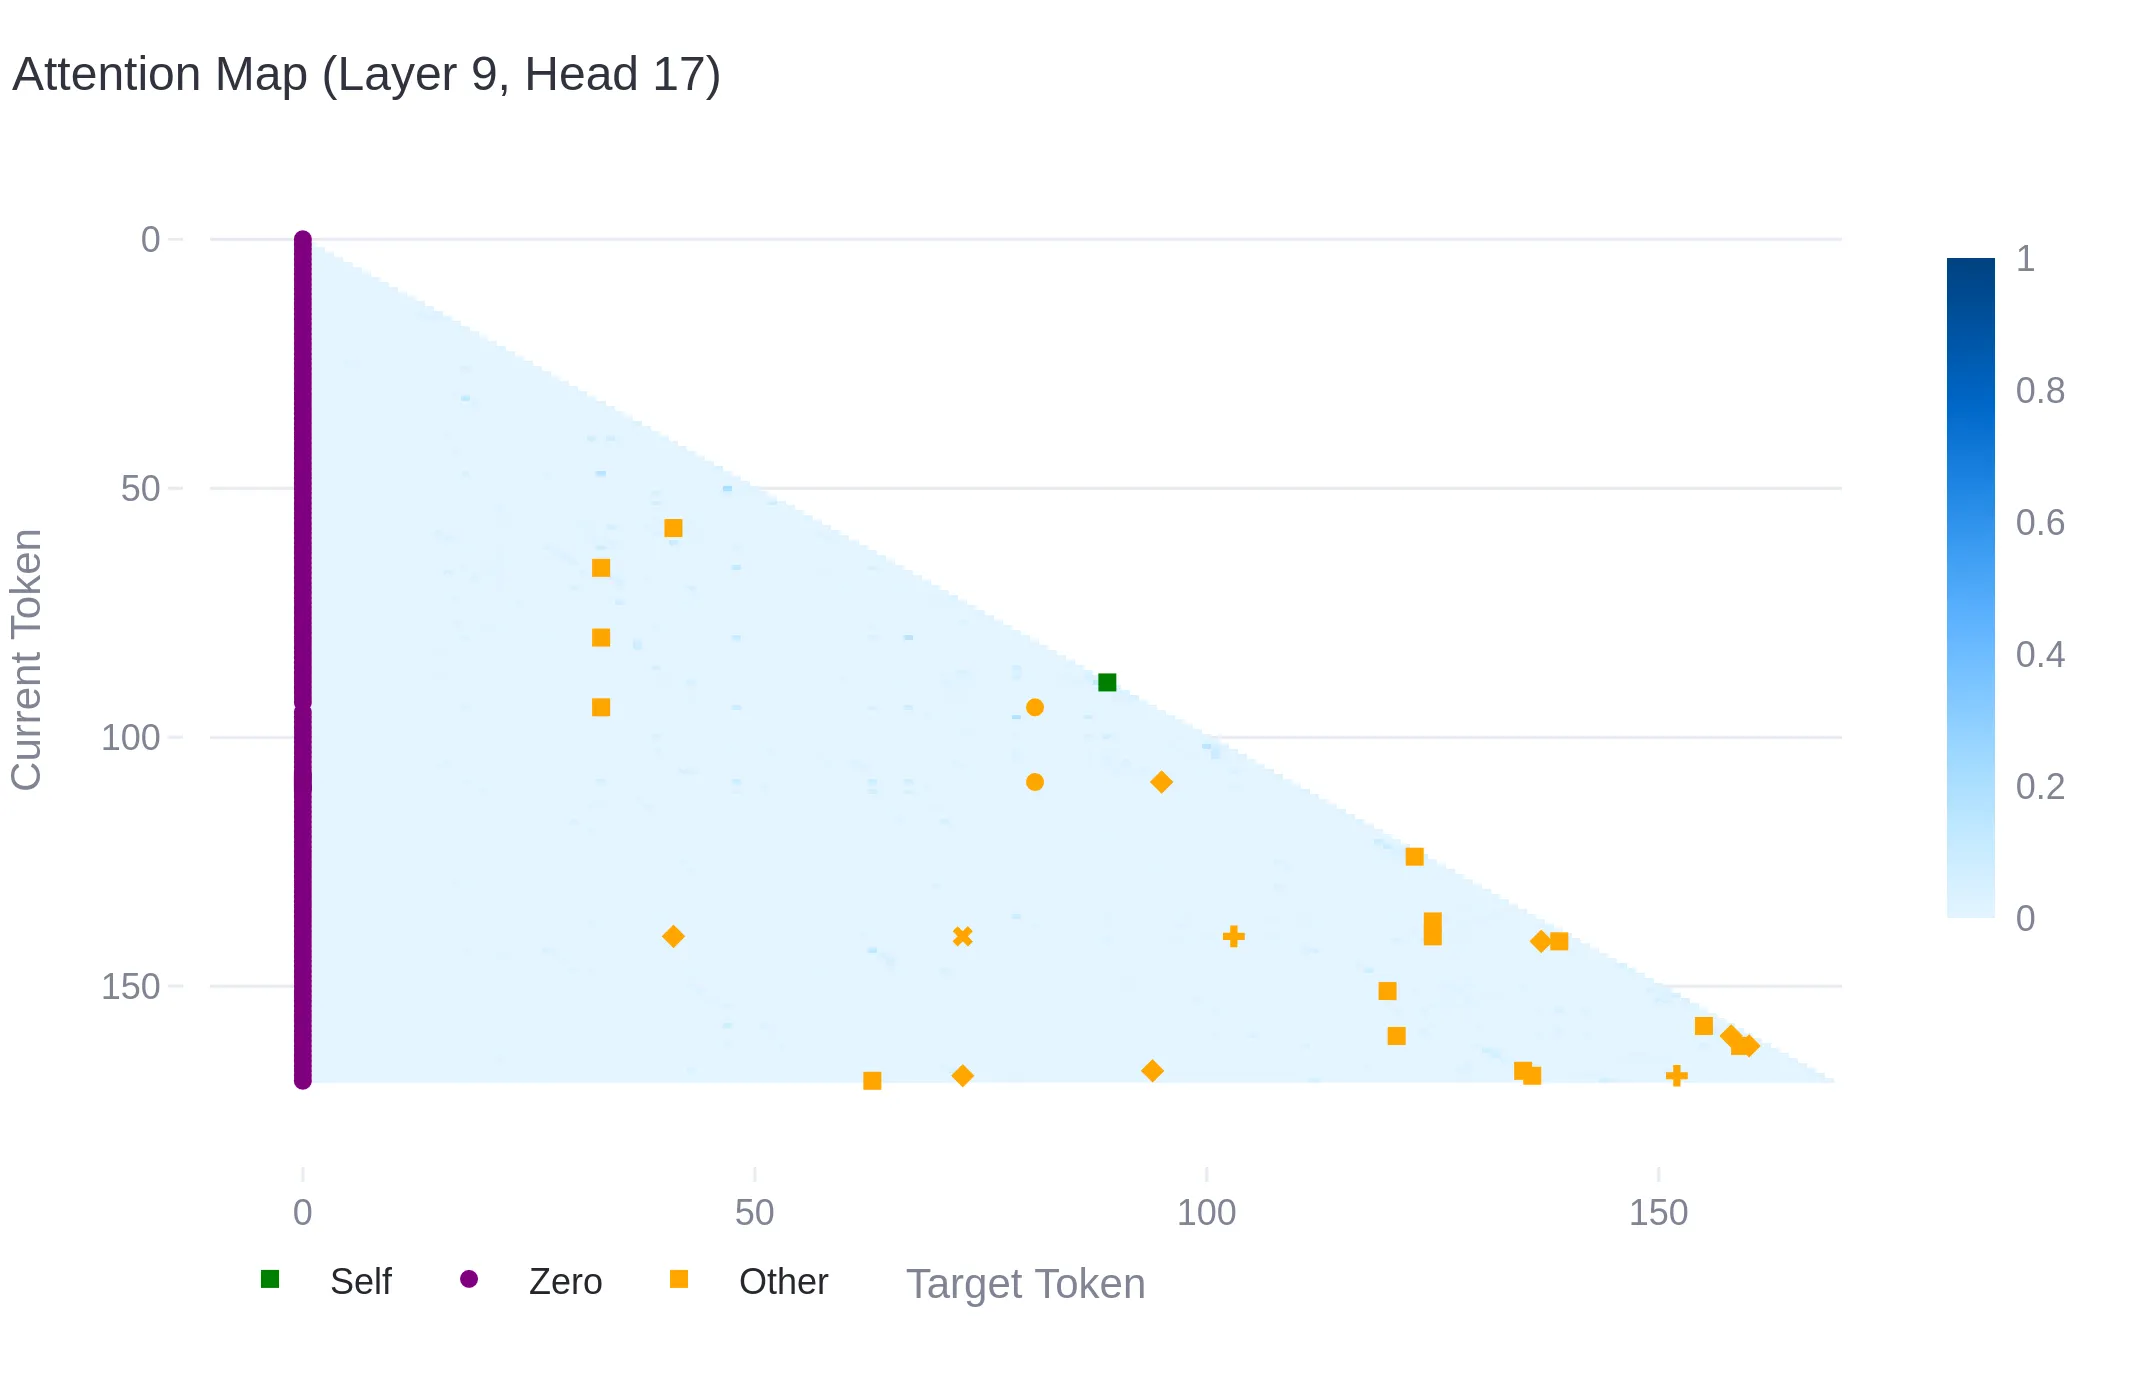 Attention Map (Layer 9, Head 17)
0
50
100
150
Current Token
1
0.8
0.6
0.4
0.2
0
0
50
100
150
Self
Zero
Other
Target Token